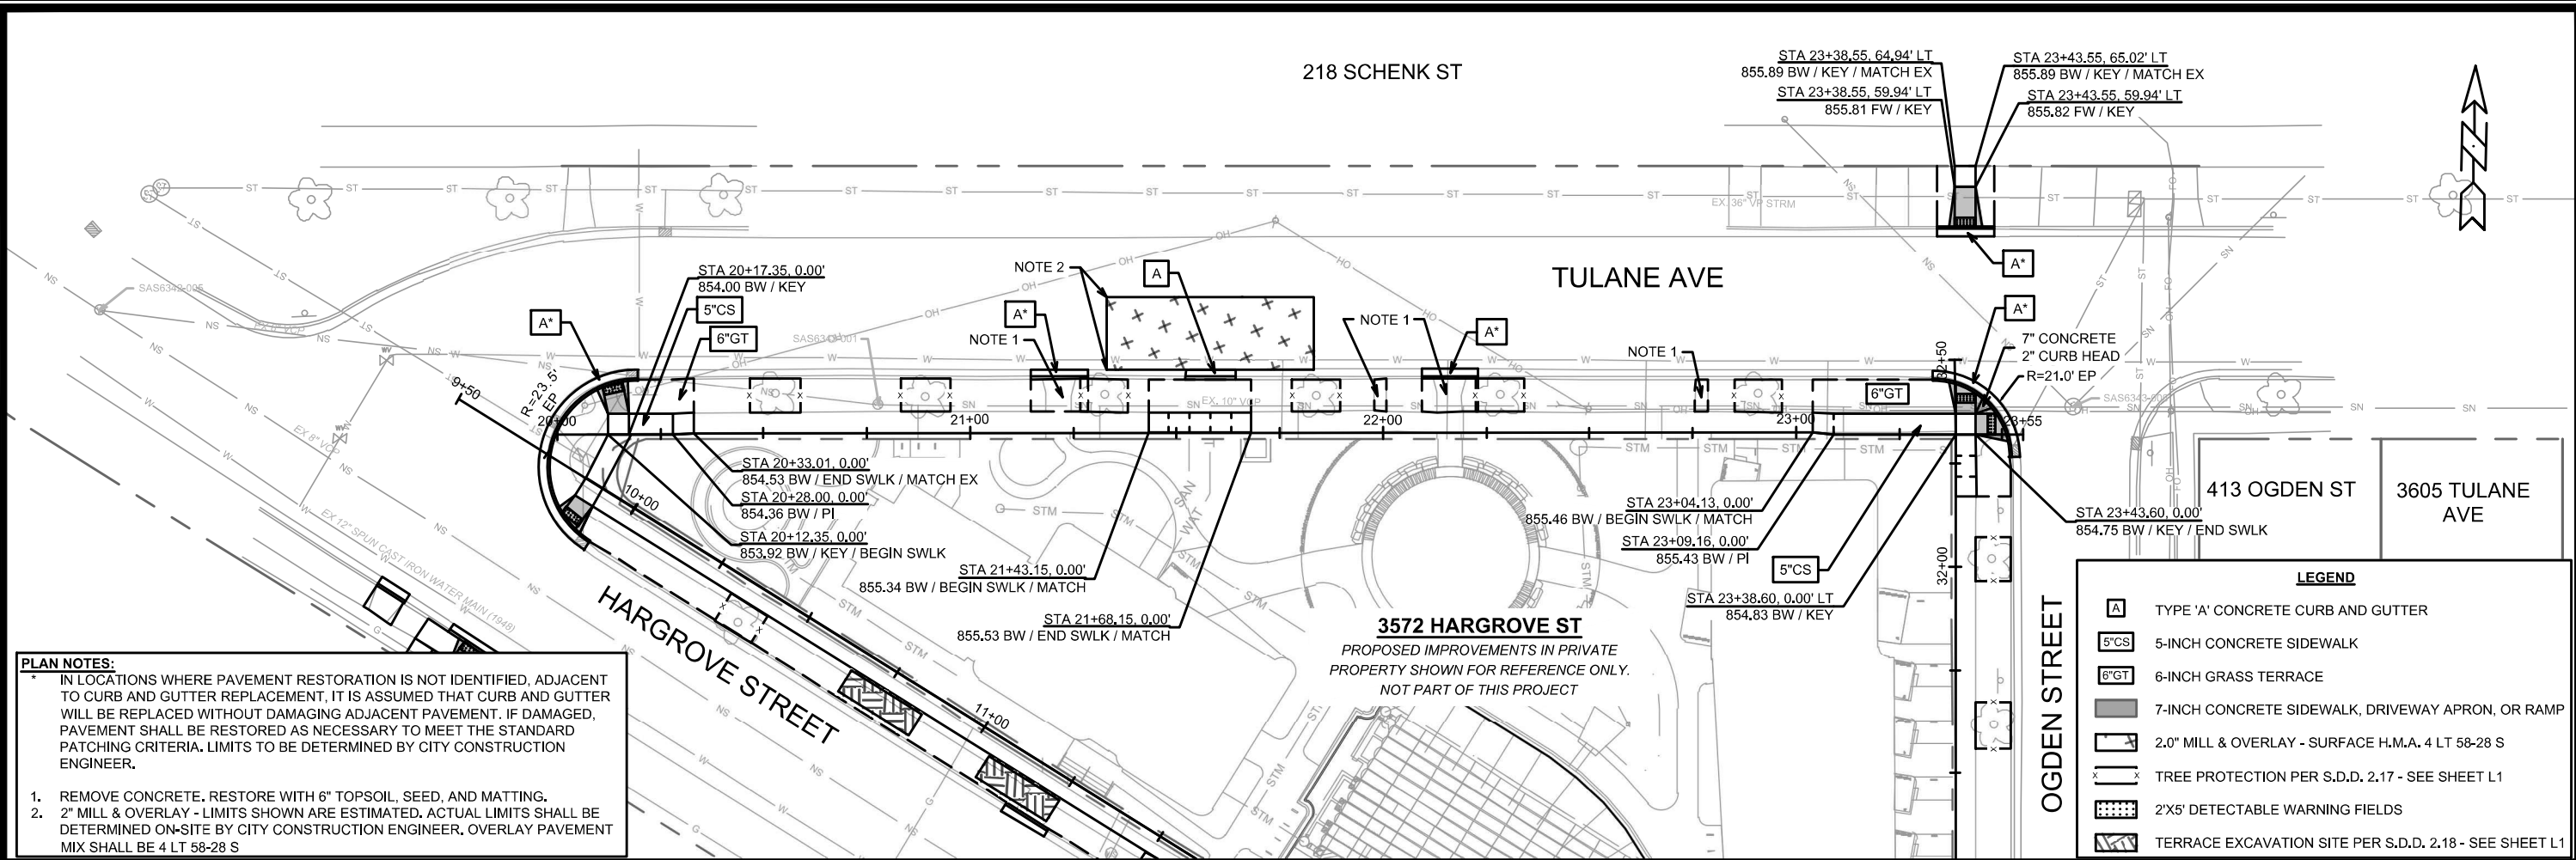 218 SCHENK ST
STA 23+38.55, 64.94' LT
855.89 BW / KEY / MATCH EX
STA 23+38.55, 59.94' LT
855.81 FW / KEY
STA 23+43.55, 65.02' LT
855.89 BW / KEY / MATCH EX
STA 23+43.55, 59.94' LT
855.82 FW / KEY
EX. 36" VP STRM
A*
TULANE AVE
NOTE 2
A
A*
NOTE 1
NOTE 1
A*
NOTE 1
A*
7" CONCRETE
2" CURB HEAD
R=21.0' EP
32+50
STA 20+17.35, 0.00'
854.00 BW / KEY
5"CS
6"GT
A*
SAS6342-005
R=23.5'
EP
9+50
20+00
21+00
EX. 10" VCP
22+00
23+00
6"GT
23+55
EX 6" VCP
STA 20+33.01, 0.00'
854.53 BW / END SWLK / MATCH EX
STA 20+28.00, 0.00'
854.36 BW / PI
STA 20+12.35, 0.00'
853.92 BW / KEY / BEGIN SWLK
10+00
STA 21+43.15, 0.00'
855.34 BW / BEGIN SWLK / MATCH
STA 21+68.15, 0.00'
855.53 BW / END SWLK / MATCH
SAN
WAT
STA 23+04.13, 0.00'
855.46 BW / BEGIN SWLK / MATCH
STA 23+09.16, 0.00'
855.43 BW / PI
5"CS
STA 23+38.60, 0.00' LT
854.83 BW / KEY
STA 23+43.60, 0.00'
854.75 BW / KEY / END SWLK
32+00
413 OGDEN ST
3605 TULANE
AVE
EX 12" SPUN CAST IRON WATER MAIN (1948)
HARGROVE STREET
11+00
3572 HARGROVE ST
PROPOSED IMPROVEMENTS IN PRIVATE
PROPERTY SHOWN FOR REFERENCE ONLY.
NOT PART OF THIS PROJECT
OGDEN STREET
PLAN NOTES:
* IN LOCATIONS WHERE PAVEMENT RESTORATION IS NOT IDENTIFIED, ADJACENT
TO CURB AND GUTTER REPLACEMENT, IT IS ASSUMED THAT CURB AND GUTTER
WILL BE REPLACED WITHOUT DAMAGING ADJACENT PAVEMENT. IF DAMAGED,
PAVEMENT SHALL BE RESTORED AS NECESSARY TO MEET THE STANDARD
PATCHING CRITERIA. LIMITS TO BE DETERMINED BY CITY CONSTRUCTION
ENGINEER.
1. REMOVE CONCRETE. RESTORE WITH 6" TOPSOIL, SEED, AND MATTING.
2. 2" MILL & OVERLAY - LIMITS SHOWN ARE ESTIMATED. ACTUAL LIMITS SHALL BE
DETERMINED ON-SITE BY CITY CONSTRUCTION ENGINEER. OVERLAY PAVEMENT
MIX SHALL BE 4 LT 58-28 S
LEGEND
A TYPE 'A' CONCRETE CURB AND GUTTER
5"CS 5-INCH CONCRETE SIDEWALK
6"GT 6-INCH GRASS TERRACE
7-INCH CONCRETE SIDEWALK, DRIVEWAY APRON, OR RAMP
2.0" MILL & OVERLAY - SURFACE H.M.A. 4 LT 58-28 S
TREE PROTECTION PER S.D.D. 2.17 - SEE SHEET L1
2'X5' DETECTABLE WARNING FIELDS
TERRACE EXCAVATION SITE PER S.D.D. 2.18 - SEE SHEET L1